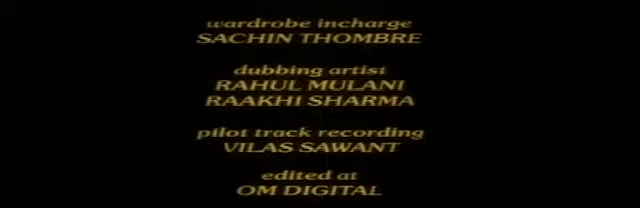 wardrobe incharge
SACHIN THOMBRE
dubbing artist
RAHUL MULANI
RAAKHI SHARMA
pilot track recording
VILAS SAWANT
edited at
OM DIGITAL